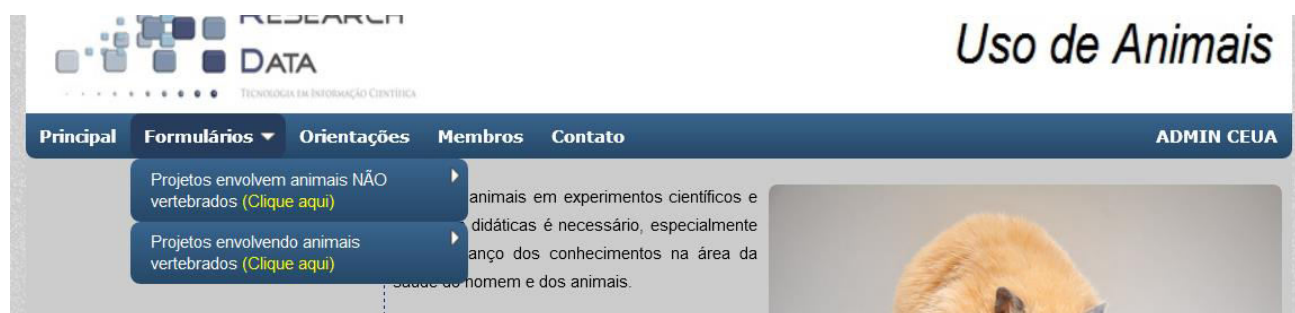 RESEARCH
DATA
TECNOLOGIA EM INFORMAÇÃO CIENTÍFICA
Uso de Animais
Principal Formulários Orientações Membros Contato ADMIN CEUA
Projetos envolvem animais NÃO
vertebrados (Clique aqui)
Projetos envolvendo animais
vertebrados (Clique aqui)
animais em experimentos científicos e
didáticas é necessário, especialmente
dos conhecimentos na área da
saúde do homem e dos animais.